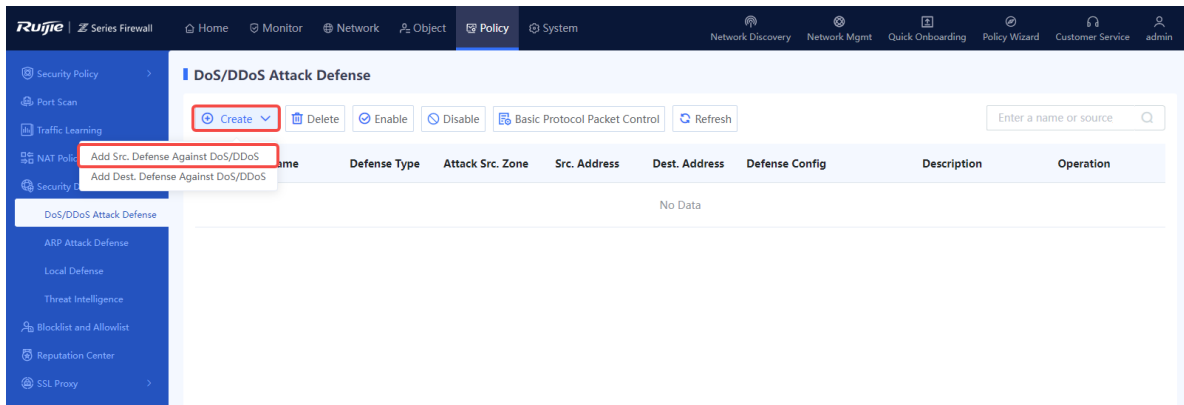 Ruijie | Z Series Firewall
Home
Monitor
Network
Object
Policy
System
Network Discovery
Network Mgmt
Quick Onboarding
Policy Wizard
Customer Service
admin
Security Policy
Port Scan
Traffic Learning
NAT Polic
Security D
DoS/DDoS Attack Defense
ARP Attack Defense
Local Defense
Threat Intelligence
Blocklist and Allowlist
Reputation Center
SSL Proxy
DoS/DDoS Attack Defense
Create
Delete
Enable
Disable
Basic Protocol Packet Control
Refresh
Enter a name or source
Add Src. Defense Against DoS/DDoS
Add Dest. Defense Against DoS/DDoS
ame
Defense Type
Attack Src. Zone
Src. Address
Dest. Address
Defense Config
Description
Operation
No Data